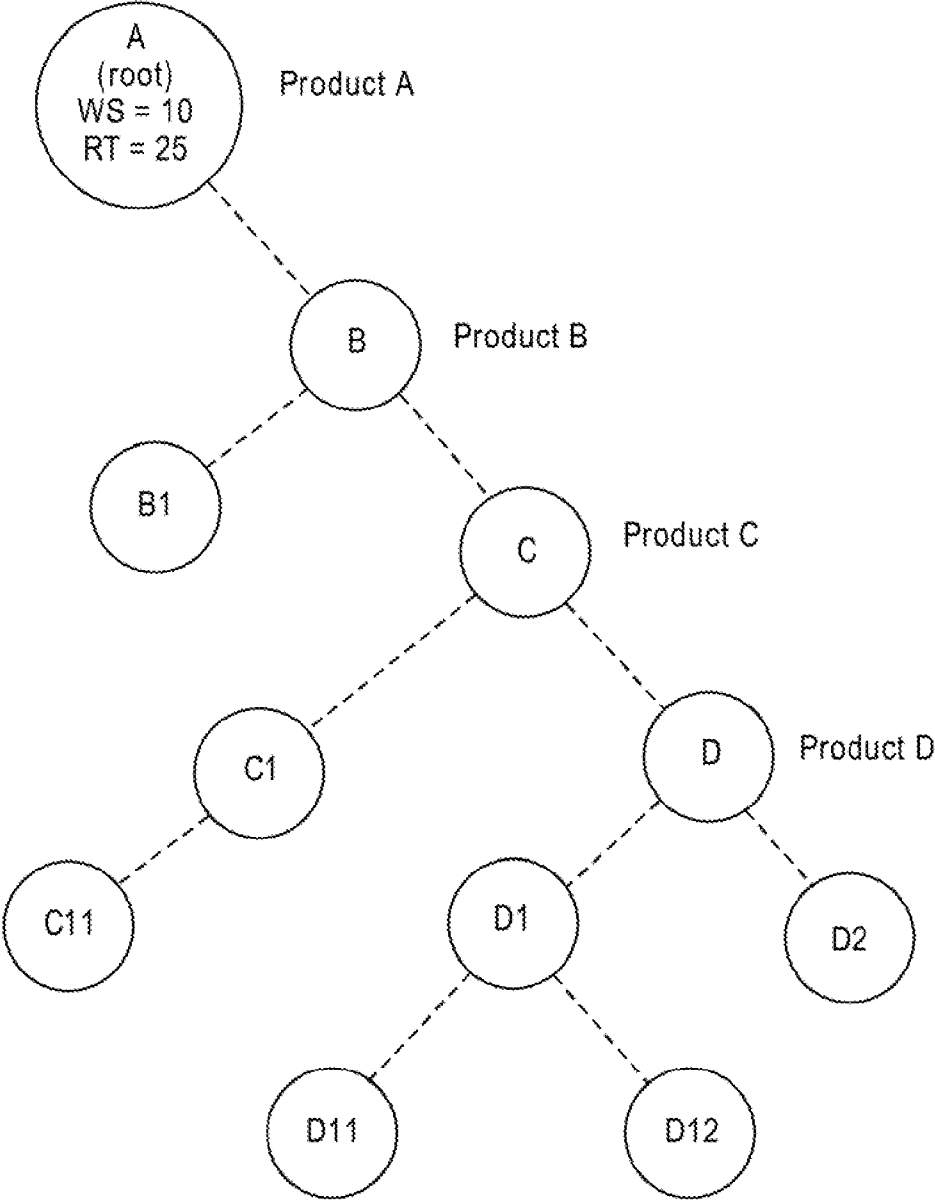 A
(root)
WS = 10
RT = 25
Product A
B
Product B
B1
C
Product C
C1
D
Product D
C11
D1
D2
D11
D12